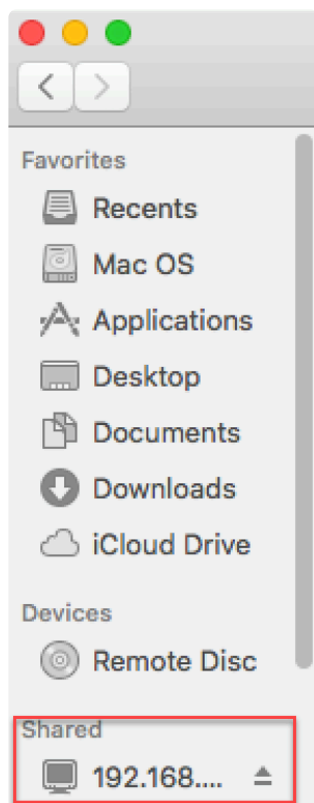 Favorites
Recents
Mac OS
Applications
Desktop
Documents
Downloads
iCloud Drive
Devices
Remote Disc
Shared
192.168....